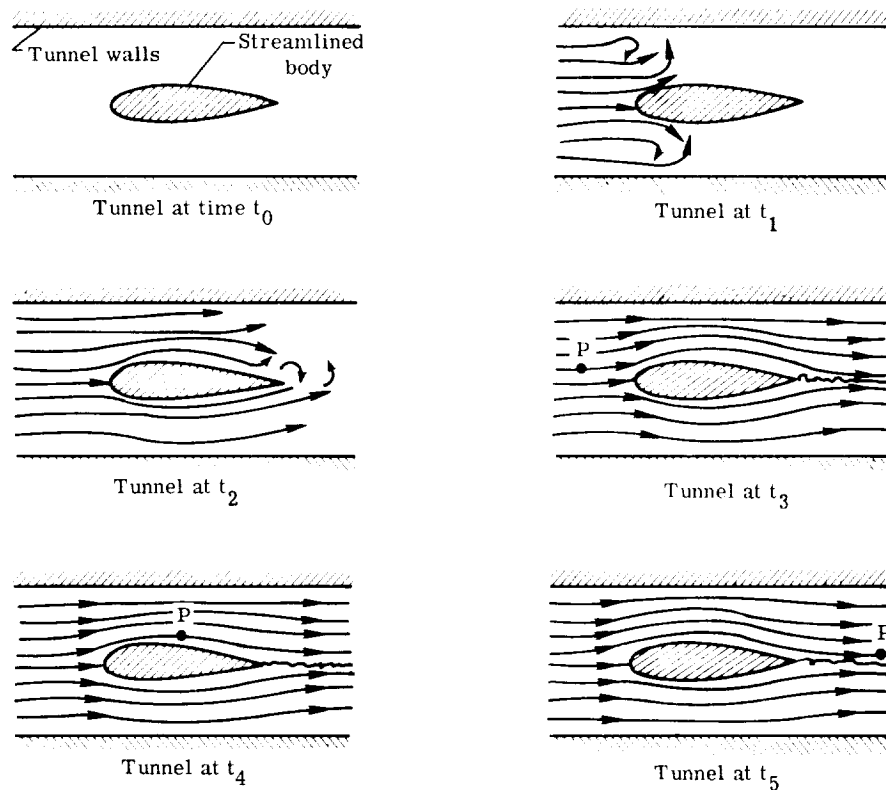 Tunnel walls
Streamlined
body
Tunnel at time t₀
Tunnel at t₁
Tunnel at t₂
P
Tunnel at t₃
P
Tunnel at t₄
P
Tunnel at t₅